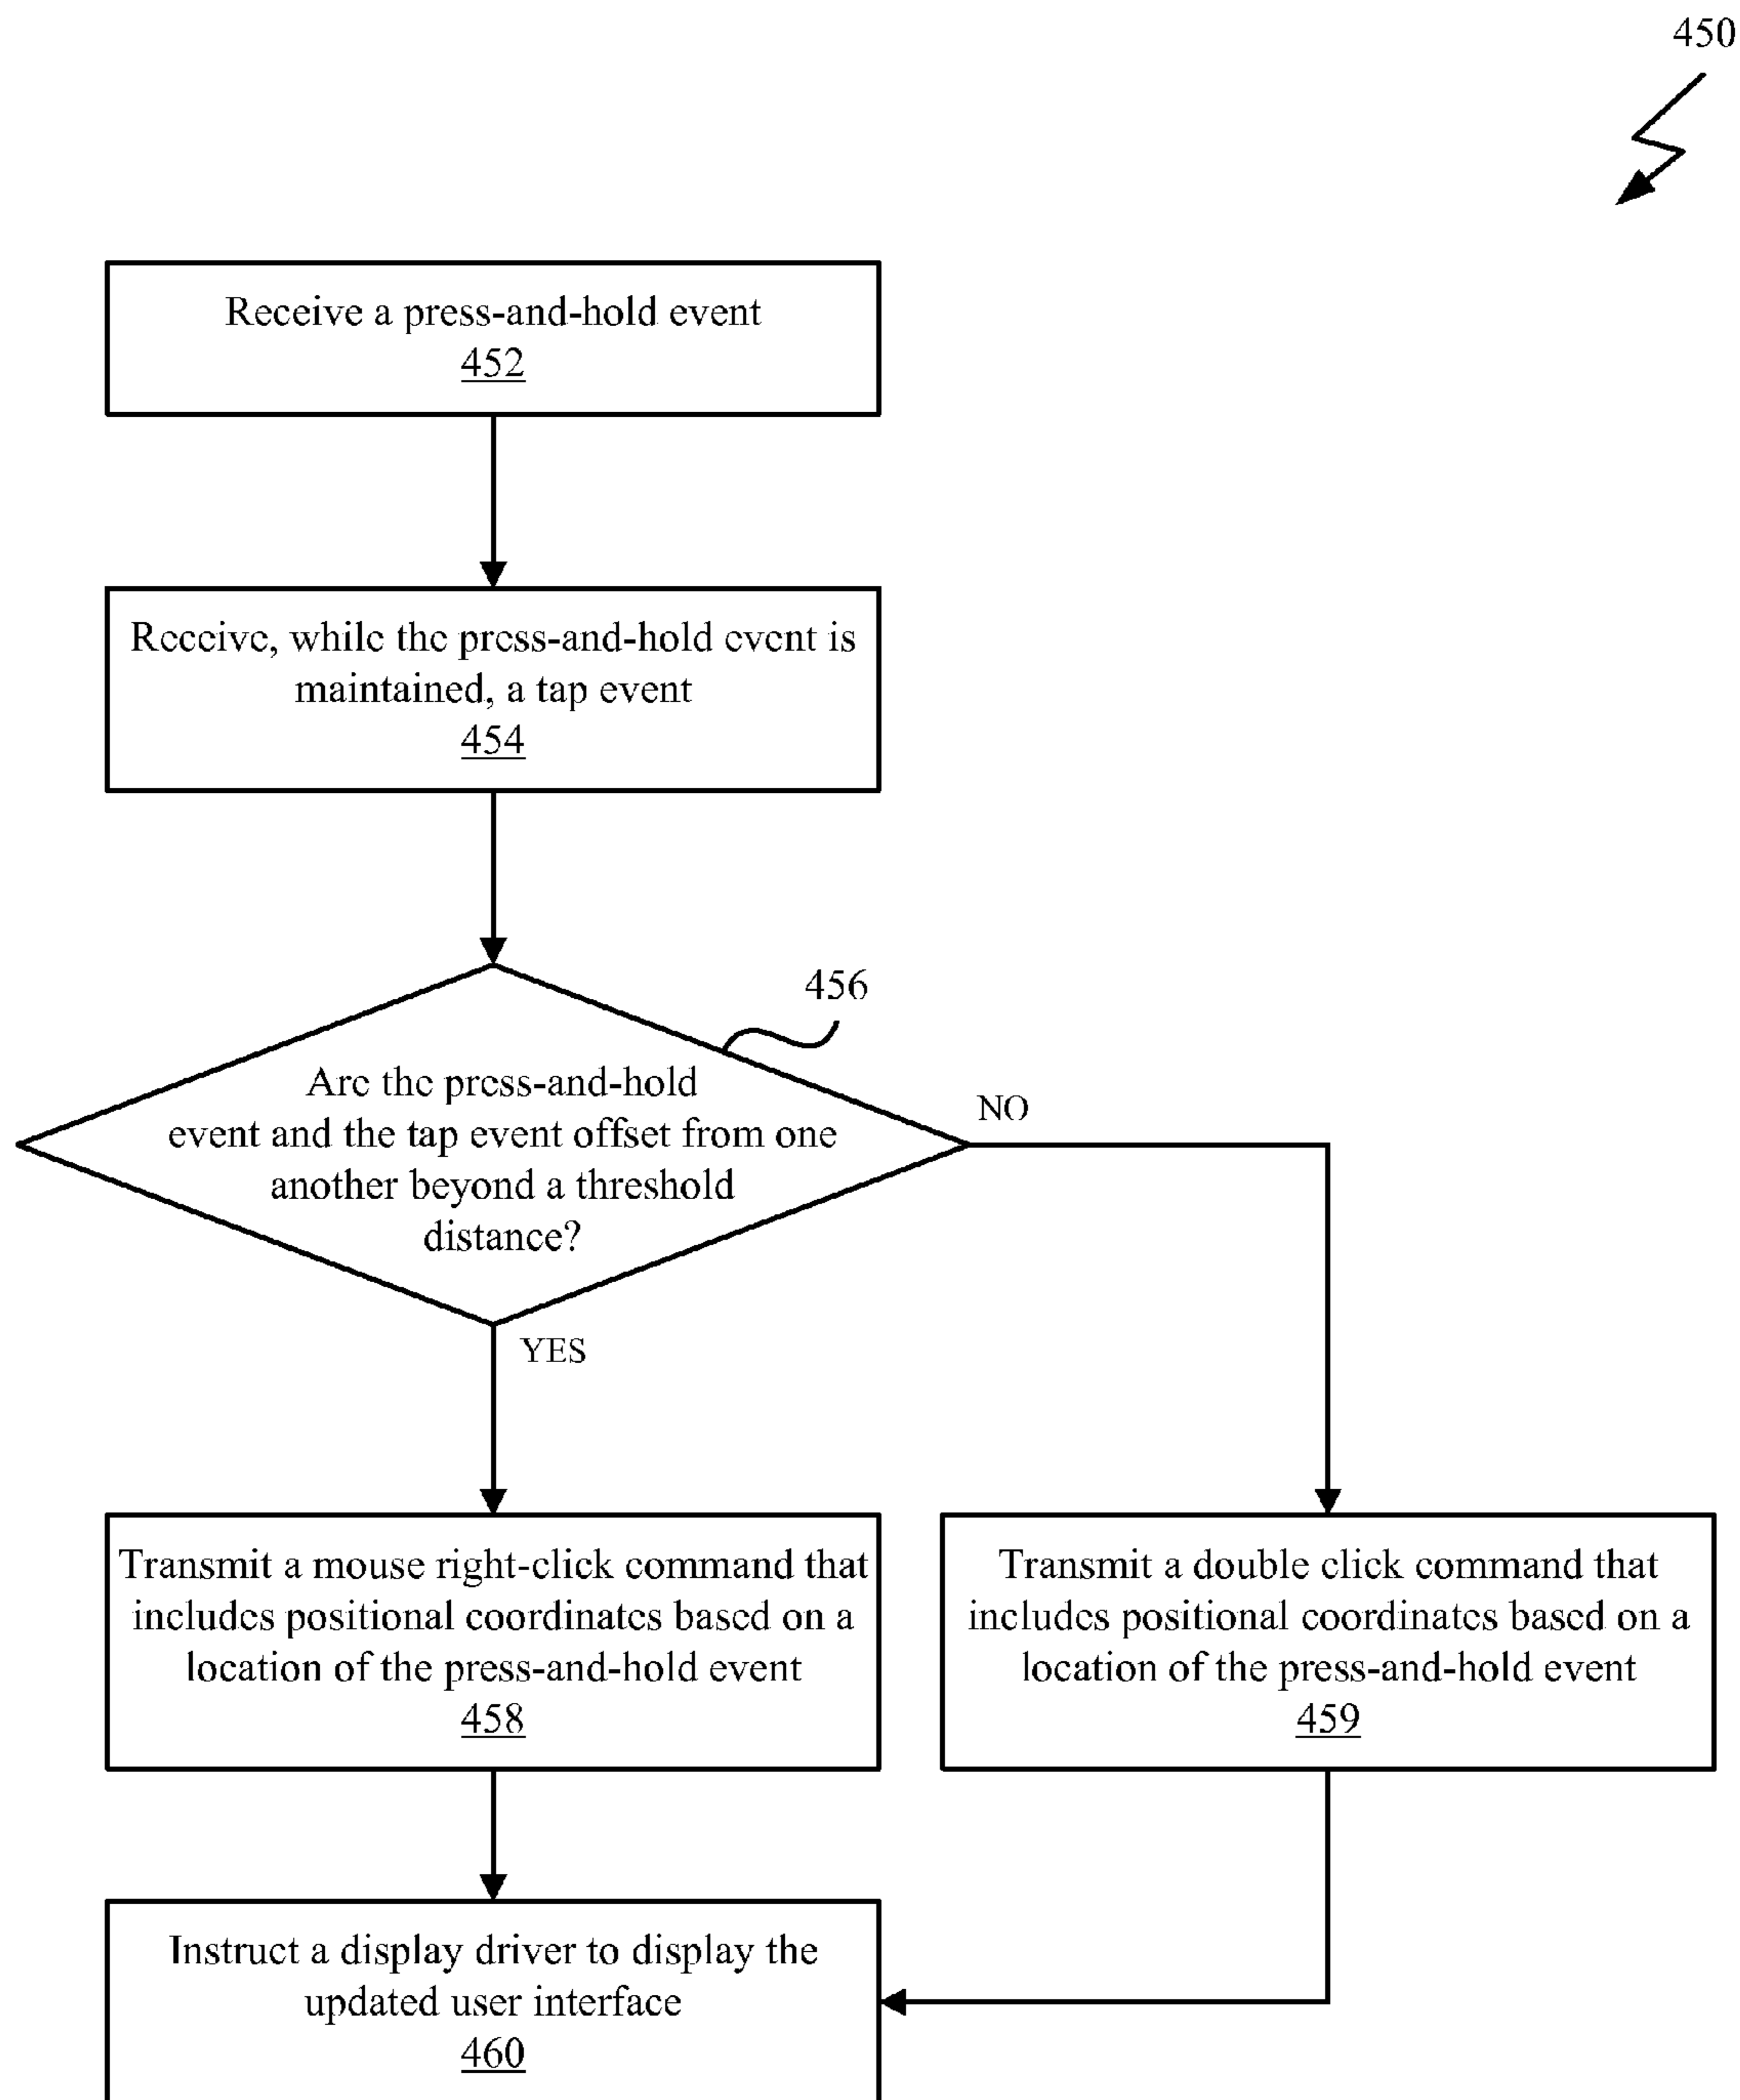 450
Receive a press-and-hold event
452
Receive, while the press-and-hold event is
maintained, a tap event
454
456
Are the press-and-hold
event and the tap event offset from one
another beyond a threshold
distance?
NO
YES
Transmit a mouse right-click command that
includes positional coordinates based on a
location of the press-and-hold event
458
Transmit a double click command that
includes positional coordinates based on a
location of the press-and-hold event
459
Instruct a display driver to display the
updated user interface
460